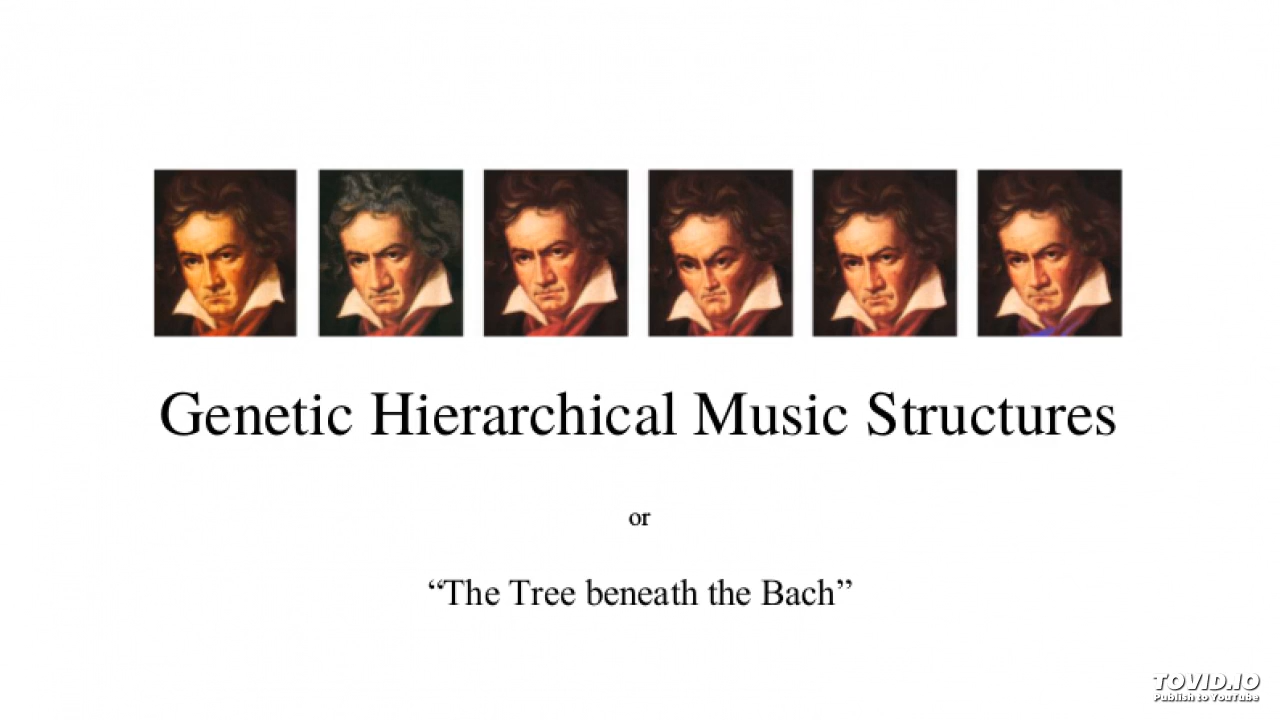 Genetic Hierarchical Music Structures
or
“The Tree beneath the Bach”
TOVID.IO
Publish to YouTube